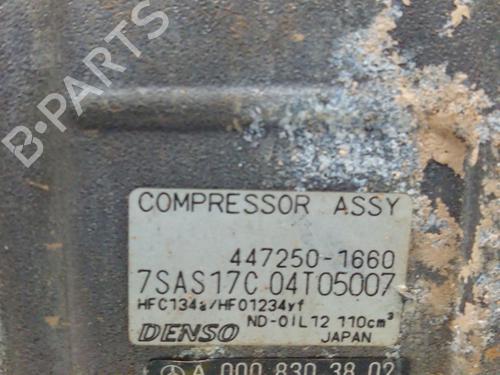 B-PARTS
COMPRESSOR ASSY
447250-1660
7SAS17C 04T05007
HFC134a/HFO1234yf
ND-OIL12 110cm³
DENSO JAPAN
A 000 830 38 02